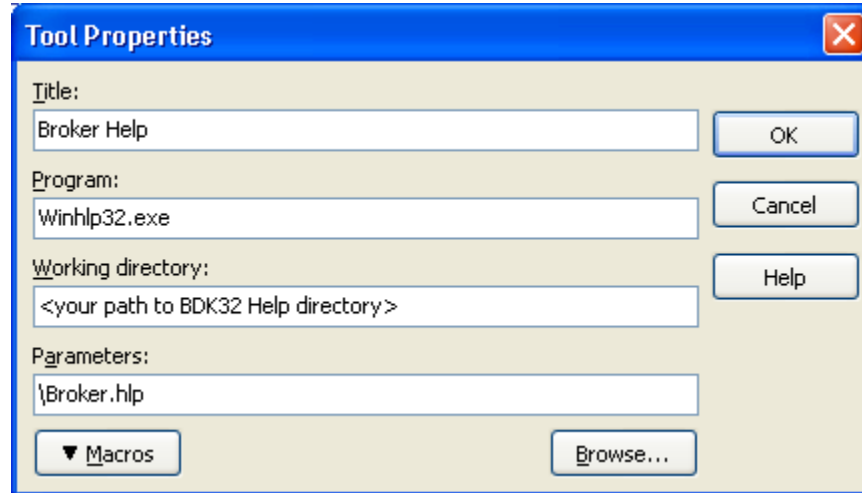 Tool Properties
Title:
Broker Help
OK
Program:
Winhlp32.exe
Cancel
Working directory:
<your path to BDK32 Help directory>
Help
Parameters:
\Broker.hlp
▼ Macros
Browse...